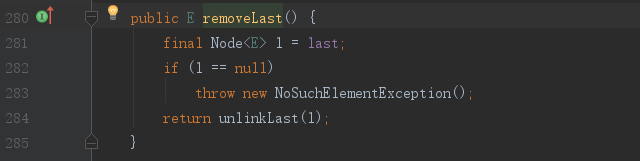 280 public E removeLast() {
281 final Node<E> l = last;
282 if (l == null)
283 throw new NoSuchElementException();
284 return unlinkLast(l);
285 }